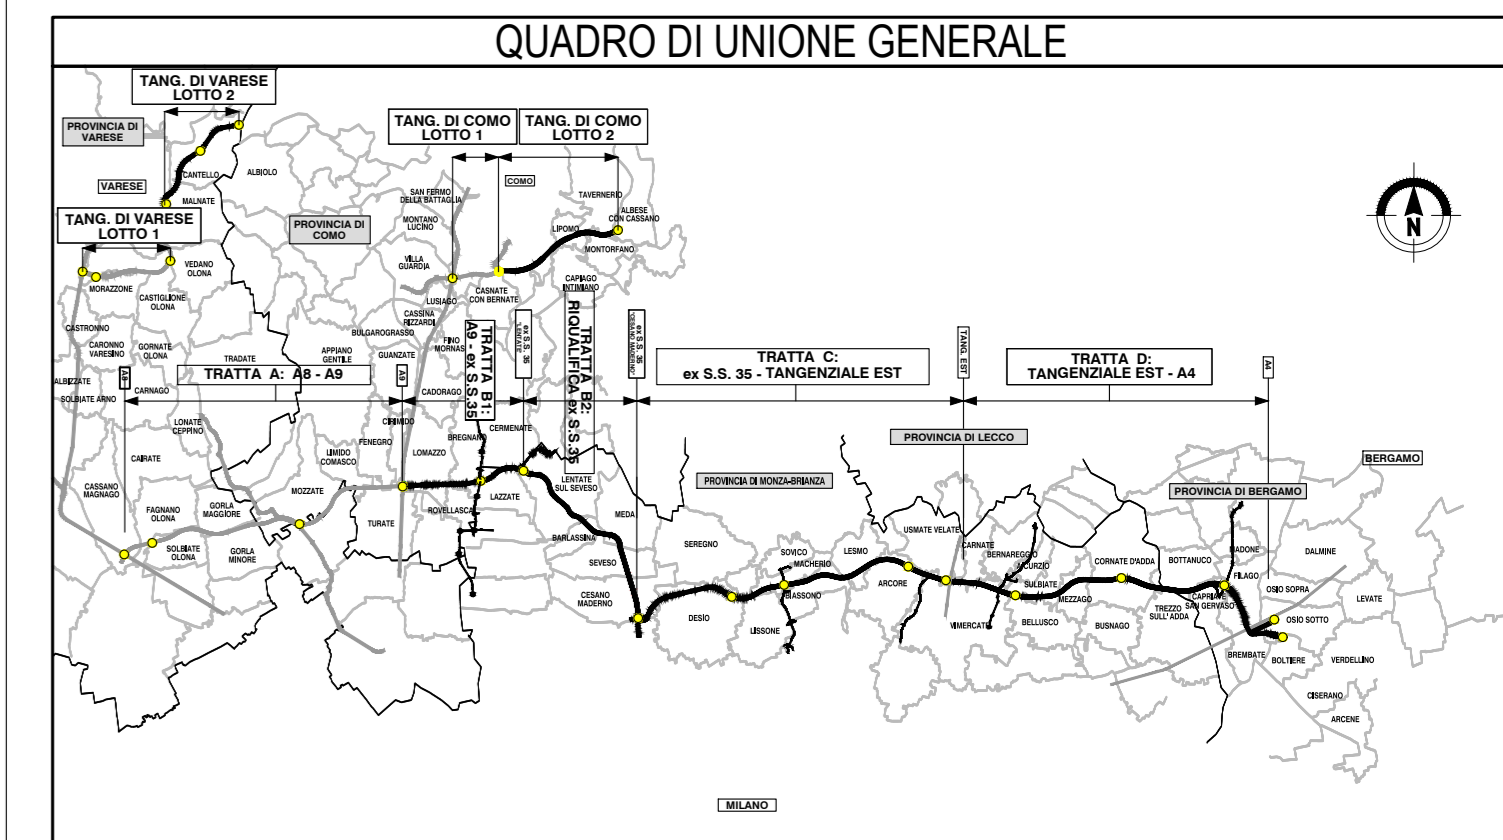 QUADRO DI UNIONE GENERALE
TANG. DI VARESE
LOTTO 2
PROVINCIA DI
VARESE
TANG. DI COMO
LOTTO 1
TANG. DI COMO
LOTTO 2
CANTELLO
ALBIOLO
VARESE
MALNATE
COMO
TAVERNERIO
SAN FERMO
DELLA BATTAGLIA
ALBESE
CON CASSANO
TANG. DI VARESE
LOTTO 1
PROVINCIA DI
COMO
MONTANO
LUCINO
LIPOMO
MONTORFANO
N
VEDANO
OLONA
VILLA
GUARDIA
MORAZZONE
CASTIGLIONE
OLONA
LUSIAGO
CASNATE
CON BERNATE
CAPIAGO
INTIMIANO
CASSINA
RIZZARDI
CASTRONNO
BULGAROGRASSO
CARONNO
VARESINO
GORNATE
OLONA
TRADATE
APPIANO
GENTILE
GUANZATE
FINO
MORNAS
TRATTA B1:
A9 - ex S.S.35
ex S.S. 35
"LENTATE"
TRATTA B2:
RIQUALIFICA ex S.S.35
ex S.S. 35
"CESANO MADERNO"
TRATTA C:
ex S.S. 35 - TANGENZIALE EST
TANG. EST
TRATTA D:
TANGENZIALE EST - A4
A4
ALBIZZATE
SOLBIATE ARNO
A8
CARNAGO
TRATTA A: A8 - A9
A9
CADORAGO
LONATE
CEPPINO
CIRIMIDO
FENEGRO
BREGNANO
CERMENATE
PROVINCIA DI LECCO
CAIRATE
LIMIDO
COMASCO
LOMAZZO
BERGAMO
CASSANO
MAGNAGO
MOZZATE
LAZZATE
LENTATE
SUL SEVESO
PROVINCIA DI MONZA-BRIANZA
PROVINCIA DI BERGAMO
FAGNANO
OLONA
GORLA
MAGGIORE
TURATE
ROVELLASCA
MEDA
SOLBIATE
OLONA
GORLA
MINORE
BARLASSINA
SEVESO
CESANO
MADERNO
SEREGNO
SOVICO
MACHERIO
LESMO
USMATE VELATE
CARNATE
BERNAREGGIO
AICURZIO
SULBIATE
CORNATE D'ADDA
BOTTANUCO
MADONE
FILAGO
DALMINE
DESIO
BIASSONO
LISSONE
ARCORE
VIMERCATE
MEZZAGO
BELLUSCO
BUSNAGO
TREZZO
SULL' ADDA
CAPRIATE
SAN GERVASO
OSIO SOPRA
OSIO SOTTO
LEVATE
BREMBATE
BOLTIERE
VERDELLINO
CISERANO
ARCENE
MILANO